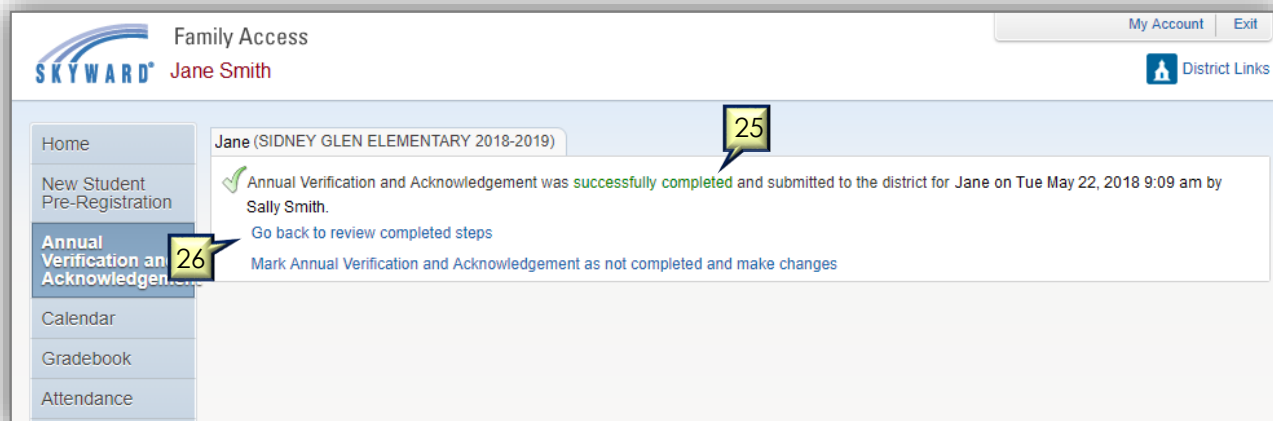 Family Access
My Account Exit
SKYWARD® Jane Smith
District Links
Home
Jane (SIDNEY GLEN ELEMENTARY 2018-2019)
25
New Student
Pre-Registration
Annual Verification and Acknowledgement was successfully completed and submitted to the district for Jane on Tue May 22, 2018 9:09 am by
Sally Smith.
Go back to review completed steps
Mark Annual Verification and Acknowledgement as not completed and make changes
26
Annual
Verification and
Acknowledgement
Calendar
Gradebook
Attendance